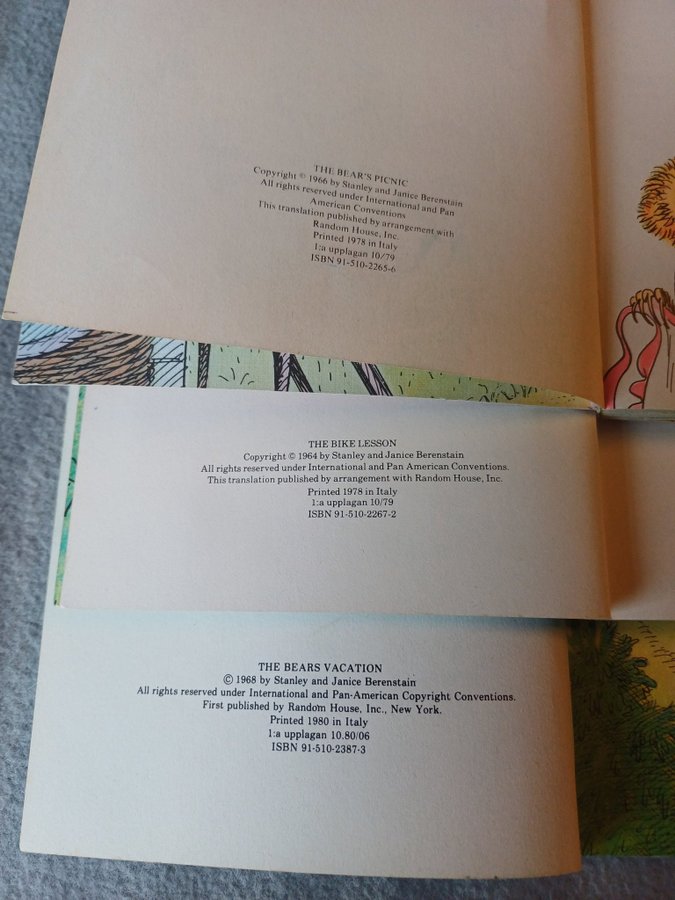 THE BEAR'S PICNIC
Copyright © 1966 by Stanley and Janice Berenstain
All rights reserved under International and Pan
American Conventions
This translation published by arrangement with
Random House, Inc.
Printed 1978 in Italy
1:a upplagan 10/79
ISBN 91-510-2265-6
THE BIKE LESSON
Copyright © 1964 by Stanley and Janice Berenstain
All rights reserved under International and Pan American Conventions.
This translation published by arrangement with Random House, Inc.
Printed 1978 in Italy
1:a upplagan 10/79
ISBN 91-510-2267-2
THE BEARS VACATION
© 1968 by Stanley and Janice Berenstain
All rights reserved under International and Pan-American Copyright Conventions.
First published by Random House, Inc., New York.
Printed 1980 in Italy
1:a upplagan 10.80/06
ISBN 91-510-2387-3